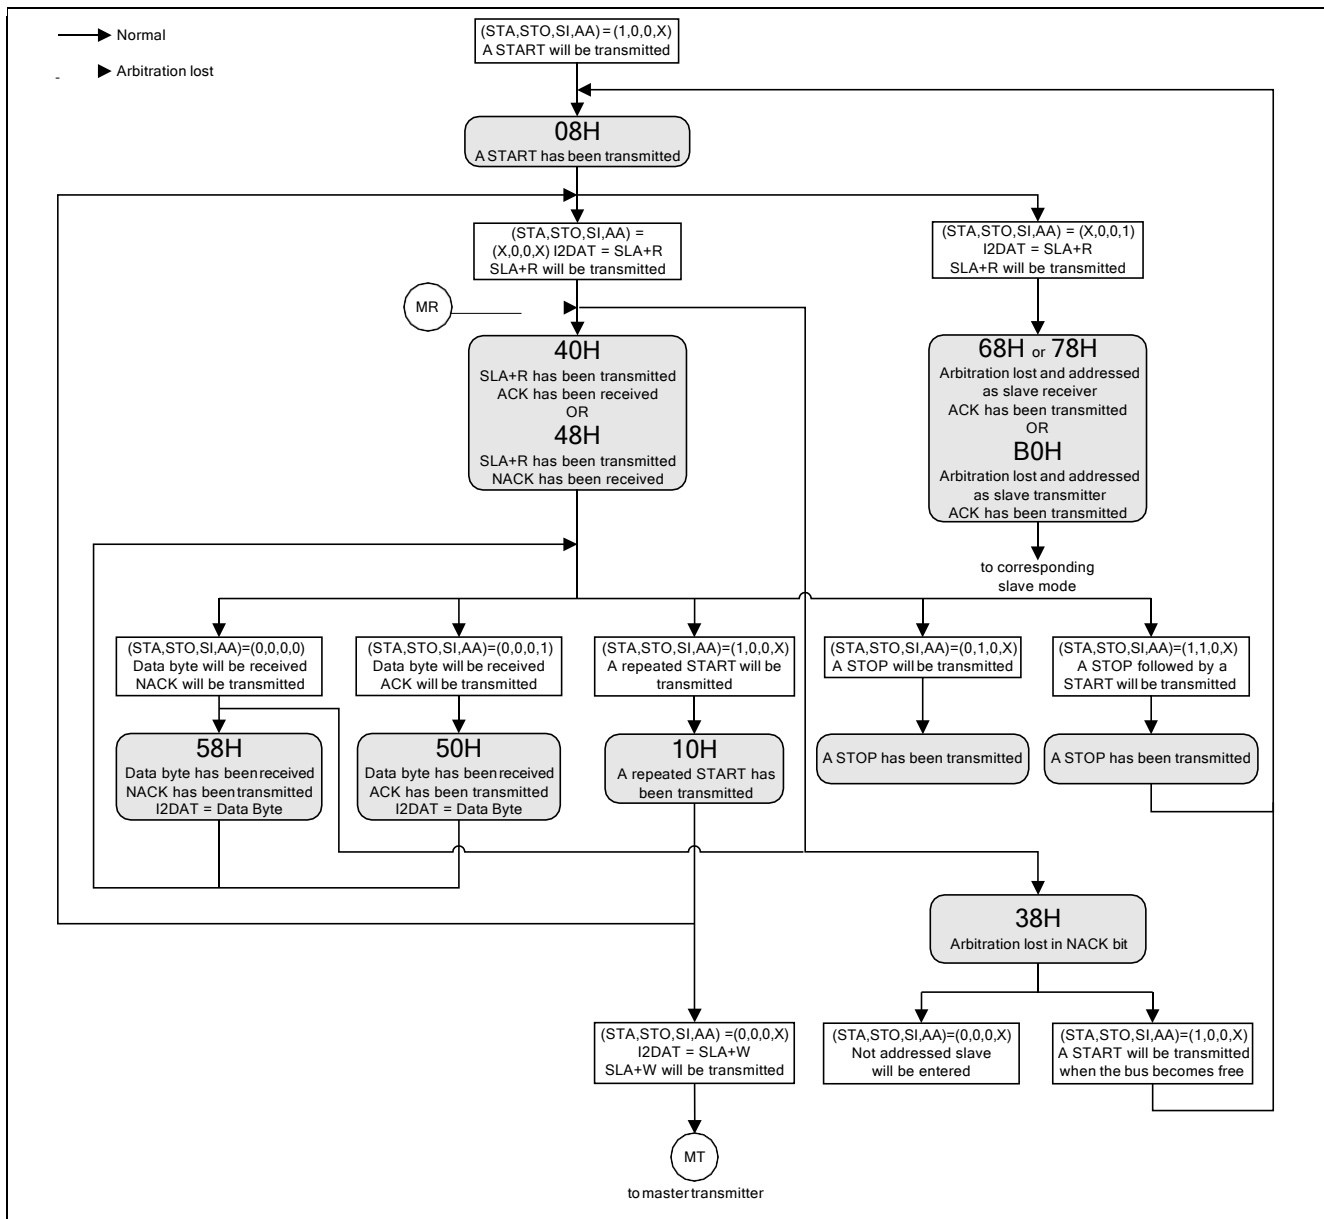 Normal
Arbitration lost
(STA,STO,SI,AA) = (1,0,0,X)
A START will be transmitted
08H
A START has been transmitted
(STA,STO,SI,AA) =
(X,0,0,X) I2DAT = SLA+R
SLA+R will be transmitted
(STA,STO,SI,AA) = (X,0,0,1)
I2DAT = SLA+R
SLA+R will be transmitted
MR
40H
SLA+R has been transmitted
ACK has been received
OR
48H
SLA+R has been transmitted
NACK has been received
68H or 78H
Arbitration lost and addressed
as slave receiver
ACK has been transmitted
OR
B0H
Arbitration lost and addressed
as slave transmitter
ACK has been transmitted
to corresponding
slave mode
(STA,STO,SI,AA)=(0,0,0,0)
Data byte will be received
NACK will be transmitted
(STA,STO,SI,AA)=(0,0,0,1)
Data byte will be received
ACK will be transmitted
(STA,STO,SI,AA)=(1,0,0,X)
A repeated START will be
transmitted
(STA,STO,SI,AA)=(0,1,0,X)
A STOP will be transmitted
(STA,STO,SI,AA)=(1,1,0,X)
A STOP followed by a
START will be transmitted
58H
Data byte has been received
NACK has been transmitted
I2DAT = Data Byte
50H
Data byte has been received
ACK has been transmitted
I2DAT = Data Byte
10H
A repeated START has
been transmitted
A STOP has been transmitted
A STOP has been transmitted
38H
Arbitration lost in NACK bit
(STA,STO,SI,AA) =(0,0,0,X)
I2DAT = SLA+W
SLA+W will be transmitted
(STA,STO,SI,AA)=(0,0,0,X)
Not addressed slave
will be entered
(STA,STO,SI,AA)=(1,0,0,X)
A START will be transmitted
when the bus becomes free
MT
to master transmitter